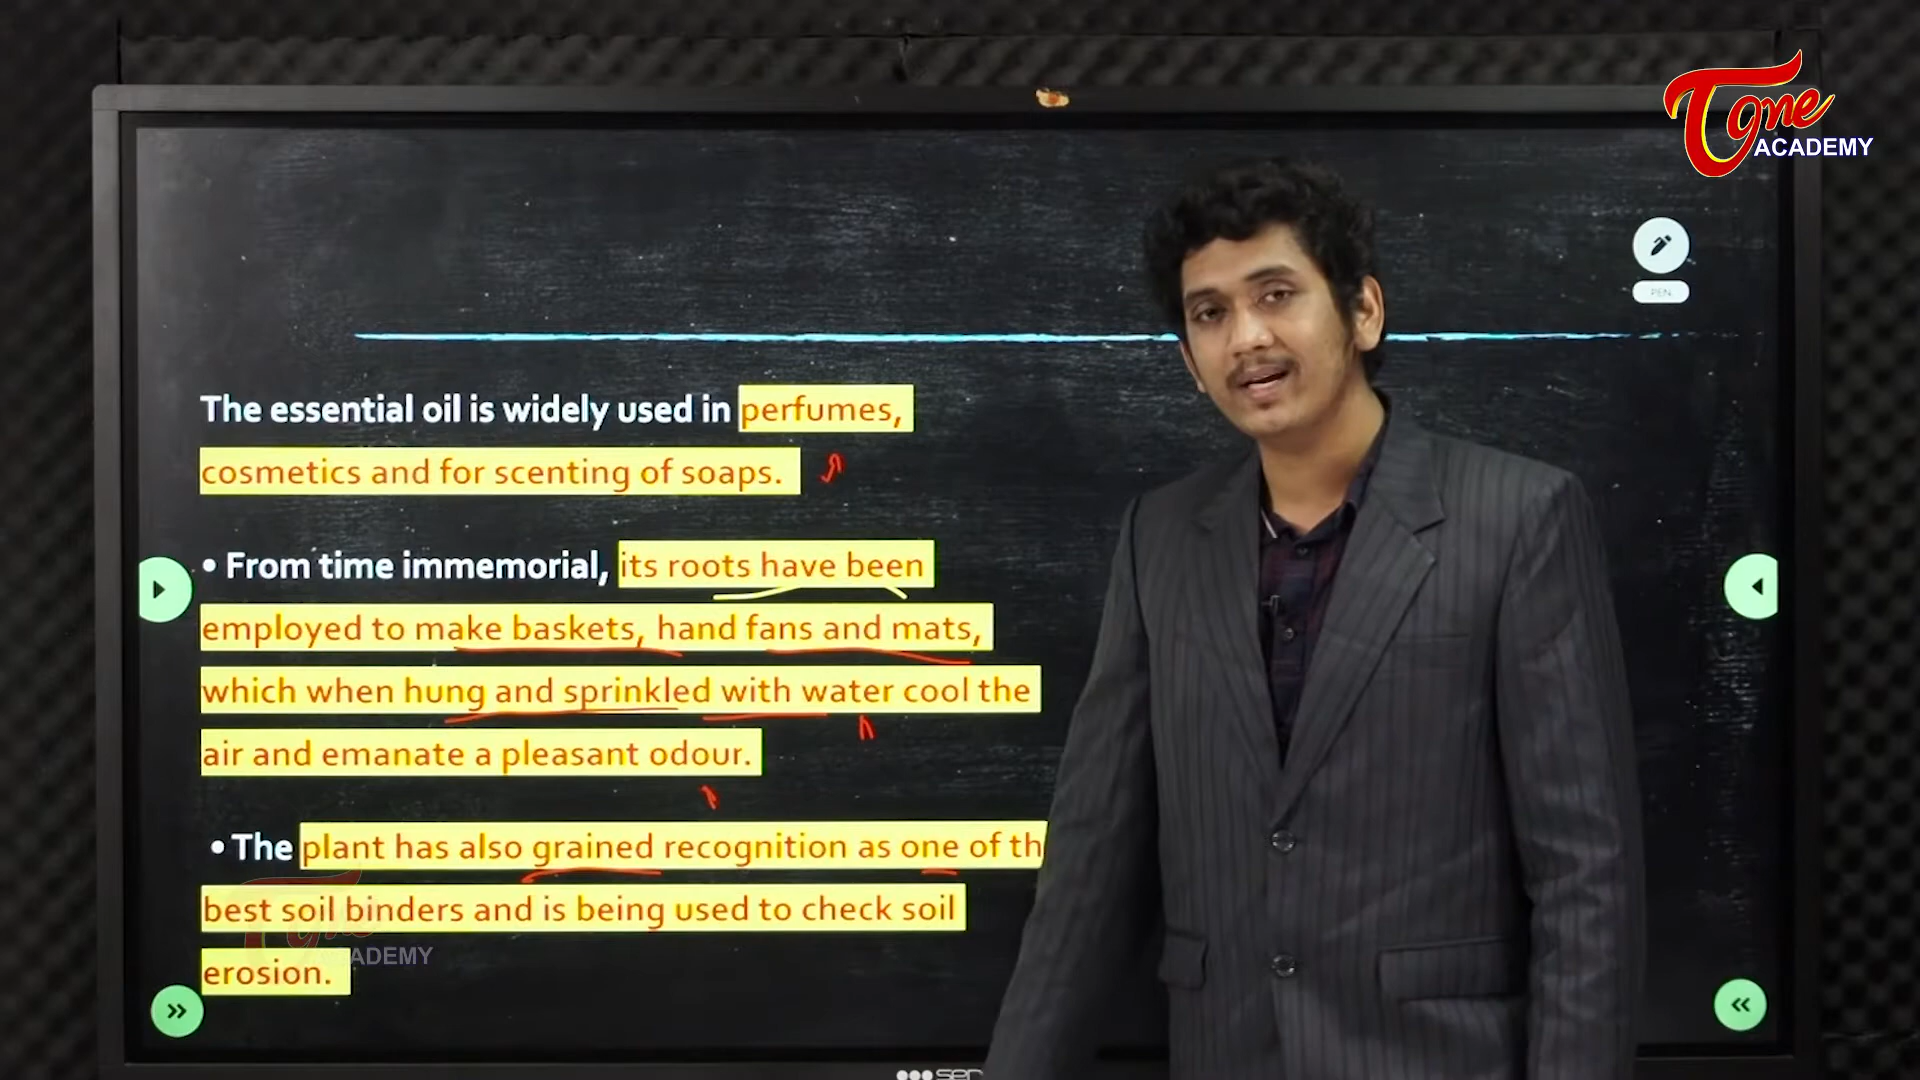 Tone
ACADEMY
PEN
The essential oil is widely used in perfumes,
cosmetics and for scenting of soaps.
• From time immemorial, its roots have been
employed to make baskets, hand fans and mats,
which when hung and sprinkled with water cool the
air and emanate a pleasant odour.
• The plant has also grained recognition as one of th
best soil binders and is being used to check soil
erosion.
Tone
ACADEMY